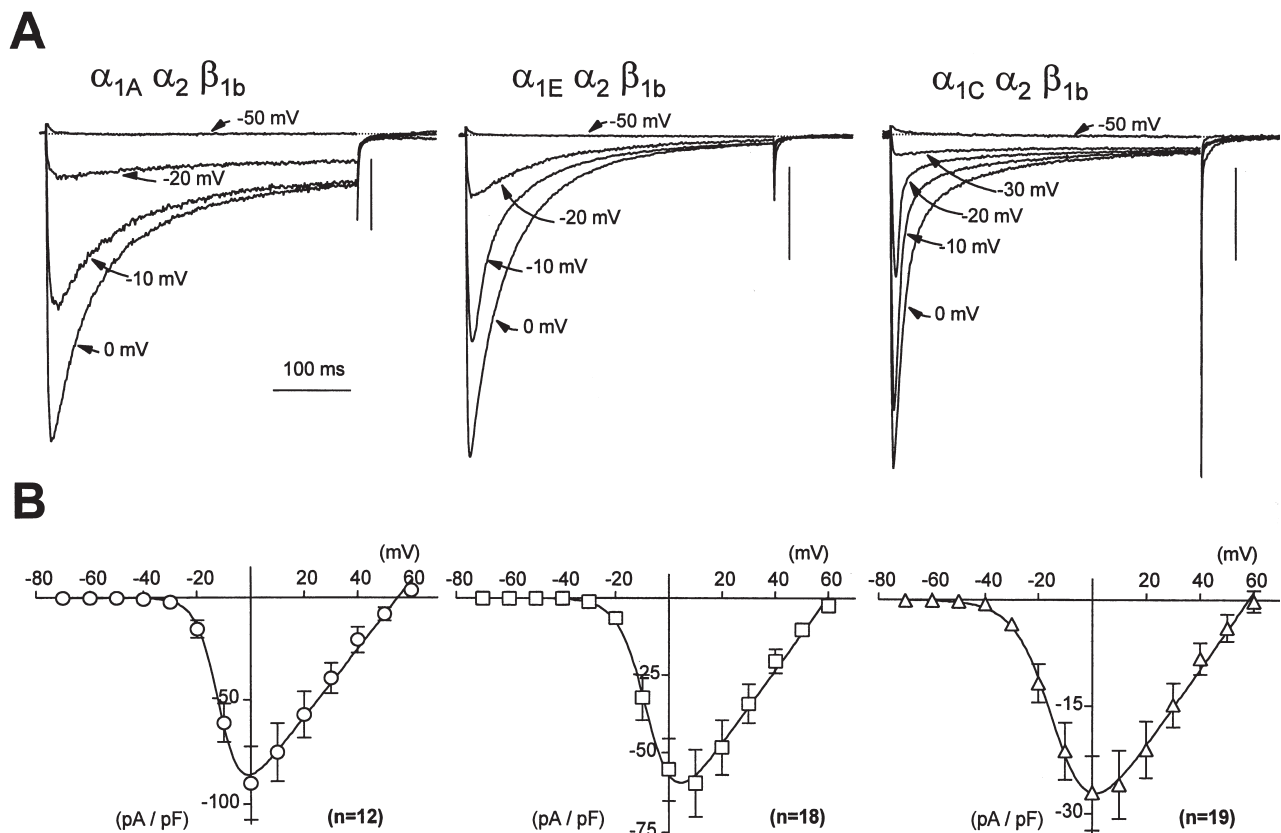 A
α1A α2 β1b
-50 mV
-20 mV
-10 mV
0 mV
100 ms
α1E α2 β1b
-50 mV
-20 mV
-10 mV
0 mV
α1C α2 β1b
-50 mV
-30 mV
-20 mV
-10 mV
0 mV
B
(mV)
-80 -60 -40 -20 20 40 60
-50
-100
(pA / pF)
(n=12)
(mV)
-80 -60 -40 -20 20 40 60
-25
-50
-75
(pA / pF)
(n=18)
(mV)
-80 -60 -40 -20 20 40 60
-15
-30
(pA / pF)
(n=19)